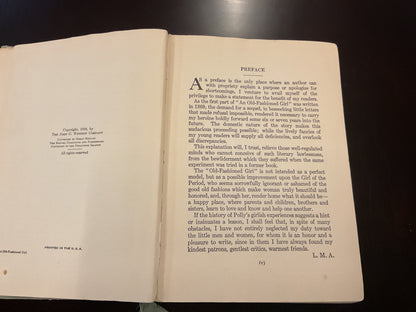 Copyright, 1928, by
The John C. Winston Company
All rights reserved
PRINTED IN THE U. S. A.
An Old-Fashioned Girl
PREFACE
As a preface is the only place where an author can
with propriety explain a purpose or apologize for
shortcomings, I venture to avail myself of the
privilege to make a statement for the benefit of my readers.
As the first part of "An Old-Fashioned Girl" was written
in 1869, the demand for a sequel, in beseeching little letters
that made refusal impossible, rendered it necessary to carry
my heroine boldly forward some six or seven years into the
future. The domestic nature of the story makes this
audacious proceeding possible; while the lively fancies of
my young readers will supply all deficiencies, and overlook
all discrepancies.
This explanation will, I trust, relieve those well-regulated
minds who cannot conceive of such literary lawlessness,
from the bewilderment which they suffered when the same
experiment was tried in a former book.
The "Old-Fashioned Girl" is not intended as a perfect
model, but as a possible improvement upon the Girl of the
Period, who seems sorrowfully ignorant or ashamed of the
good old fashions which make woman truly beautiful and
honored, and, through her, render home what it should be—
a happy place, where parents and children, brothers and
sisters, learn to love and know and help one another.
If the history of Polly's girlish experiences suggests a hint
or insinuates a lesson, I shall feel that, in spite of many
obstacles, I have not entirely neglected my duty toward
the little men and women, for whom it is an honor and a
pleasure to write, since in them I have always found my
kindest patrons, gentlest critics, warmest friends.
L. M. A.
(v)